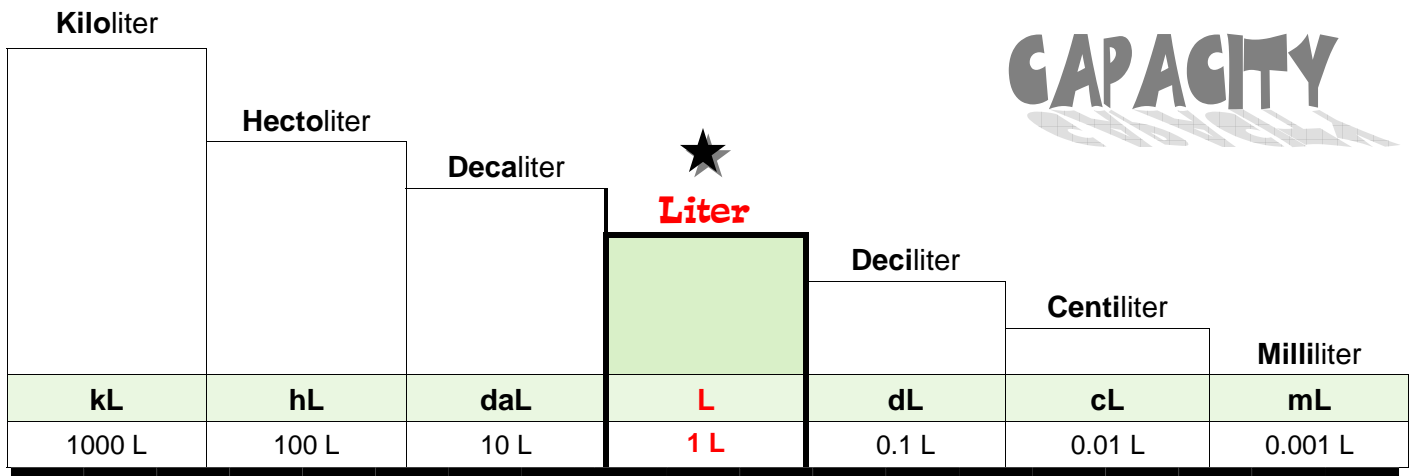 Kiloliter
CAPACITY
Hectoliter
Decaliter
Liter
Deciliter
Centiliter
Milliliter
kL hL daL L dL cL mL
1000 L 100 L 10 L 1 L 0.1 L 0.01 L 0.001 L